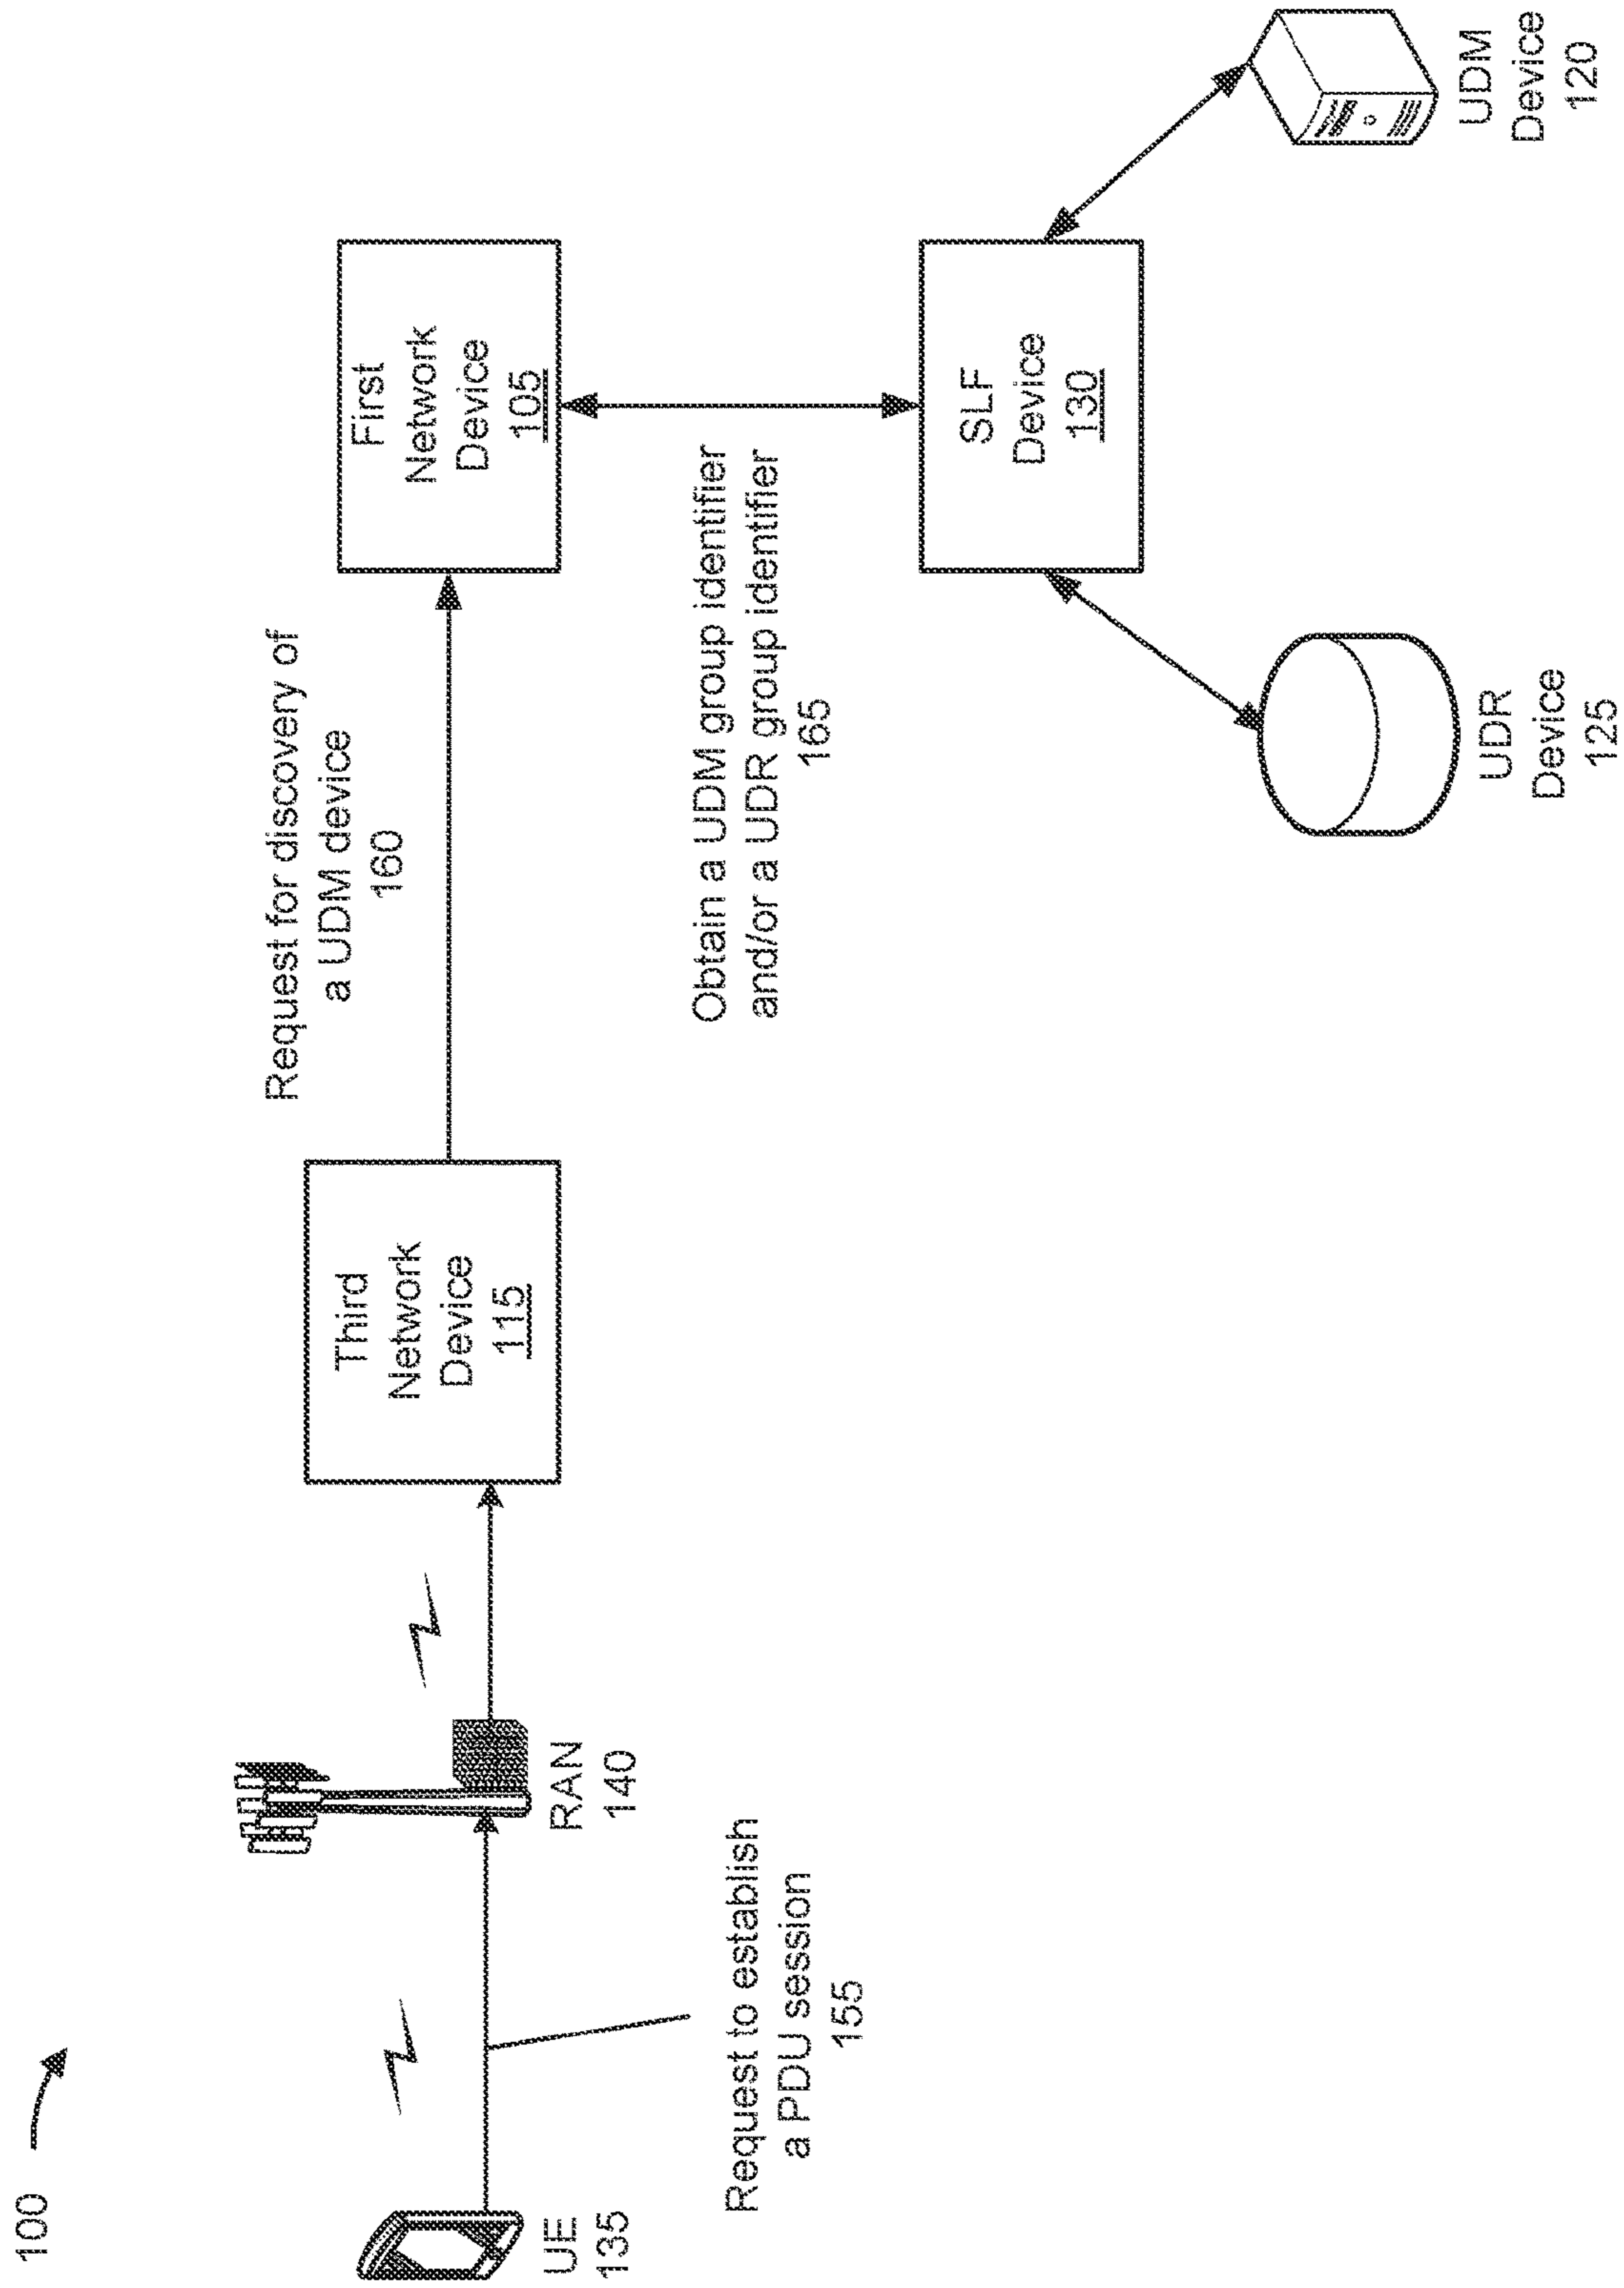 100
UE
135
Request to establish
a PDU session
155
RAN
140
Third
Network
Device
115
Request for discovery of
a UDM device
160
First
Network
Device
105
Obtain a UDM group identifier
and/or a UDR group identifier
165
SLF
Device
130
UDR
Device
125
UDM
Device
120